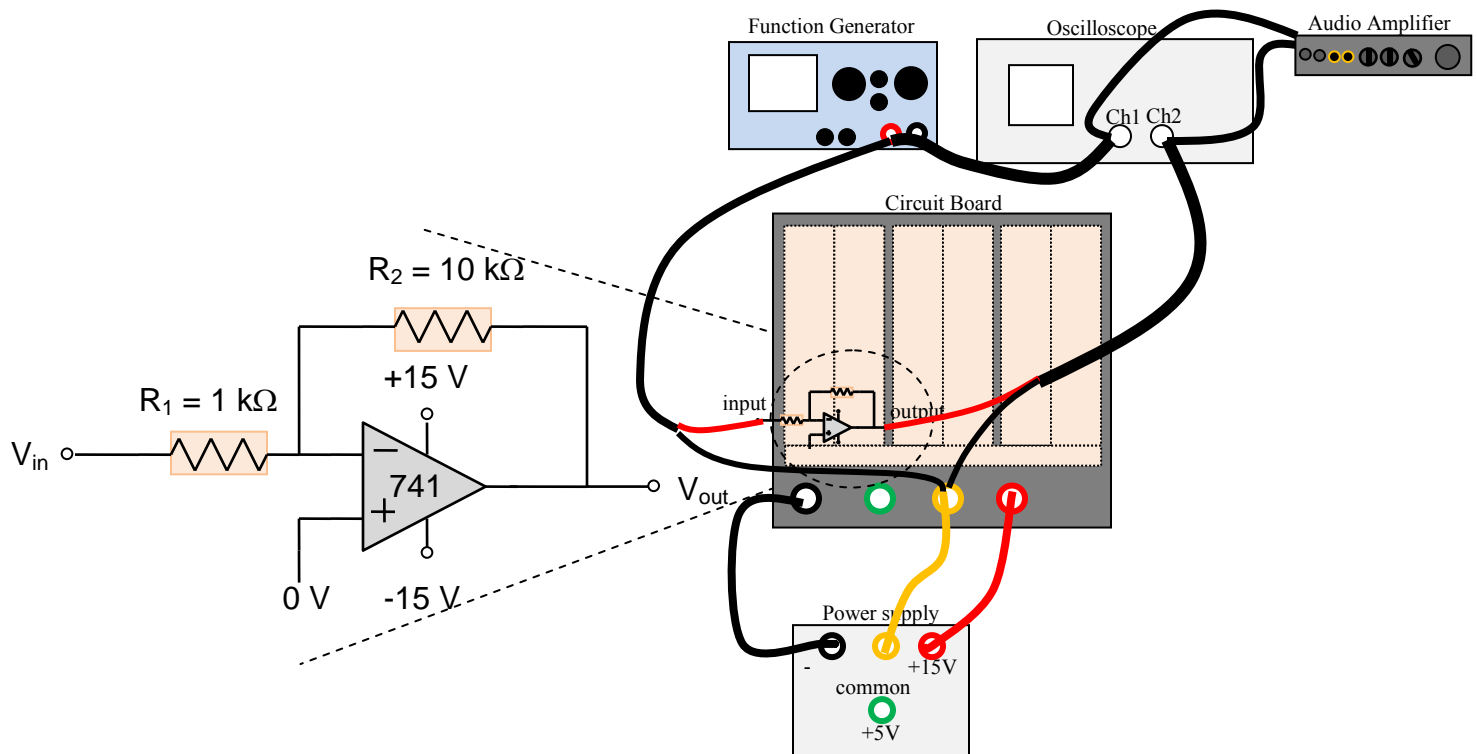 Function Generator
Oscilloscope
Audio Amplifier
Ch1 Ch2
Circuit Board
R2 = 10 kΩ
+15 V
R1 = 1 kΩ
input
output
Vin
−
741
+
Vout
0 V
-15 V
Power supply
-
+15V
common
+5V